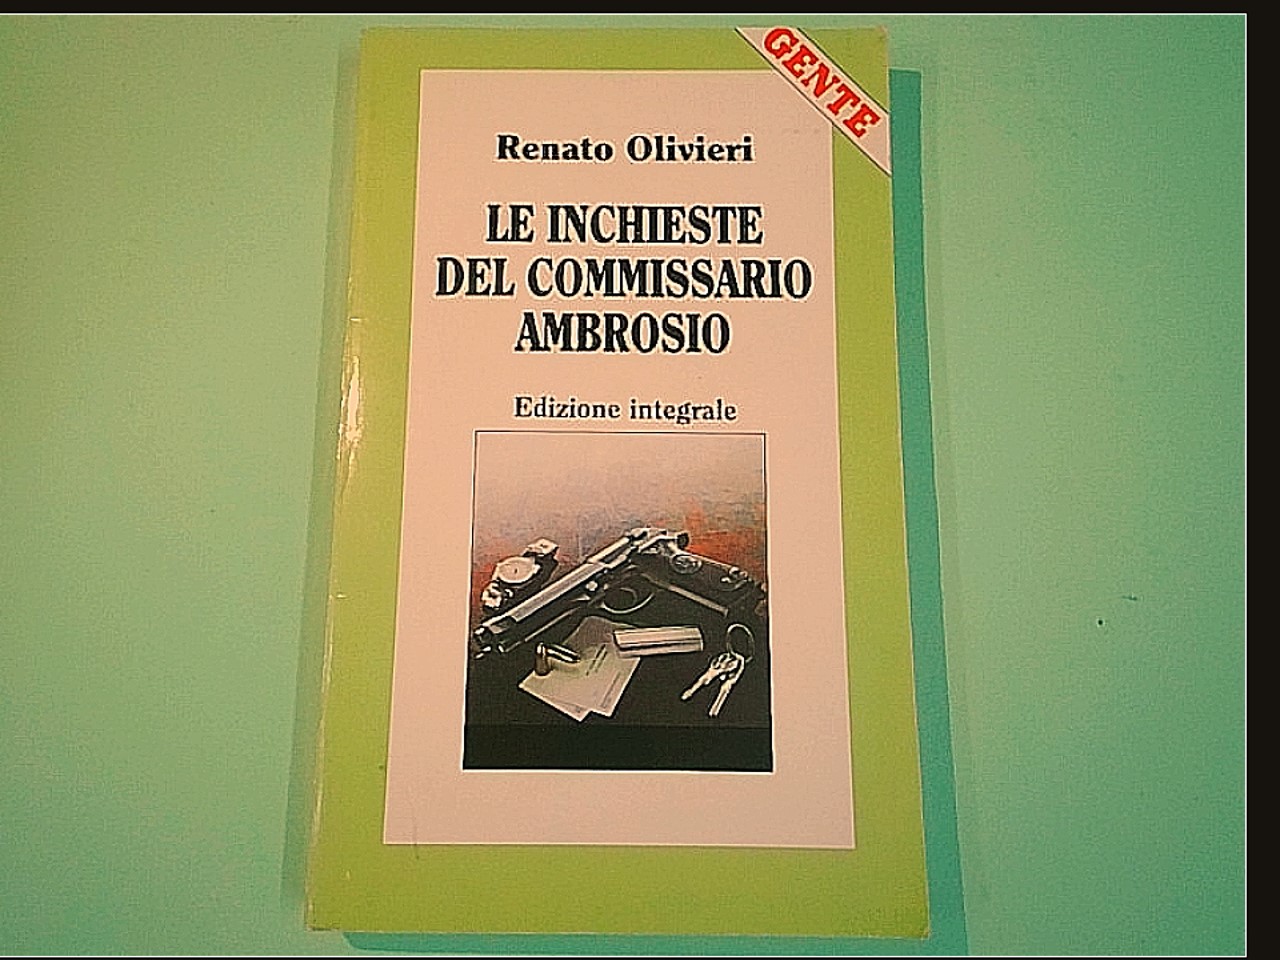 GENTE
Renato Olivieri
LE INCHIESTE
DEL COMMISSARIO
AMBROSIO
Edizione integrale